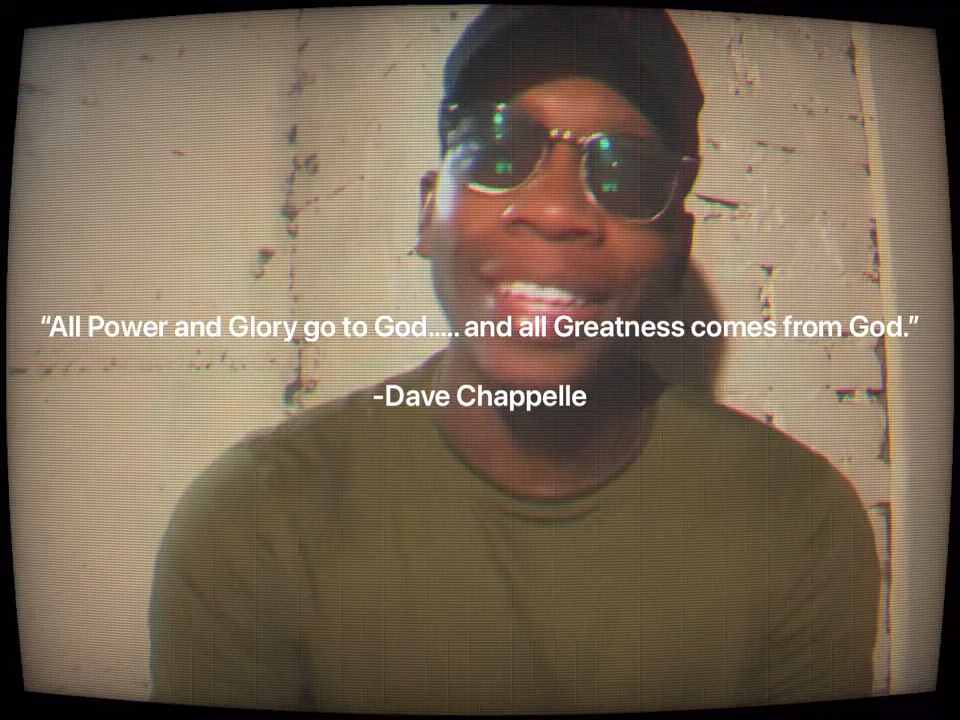 “All Power and Glory go to God..... and all Greatness comes from God.”
-Dave Chappelle